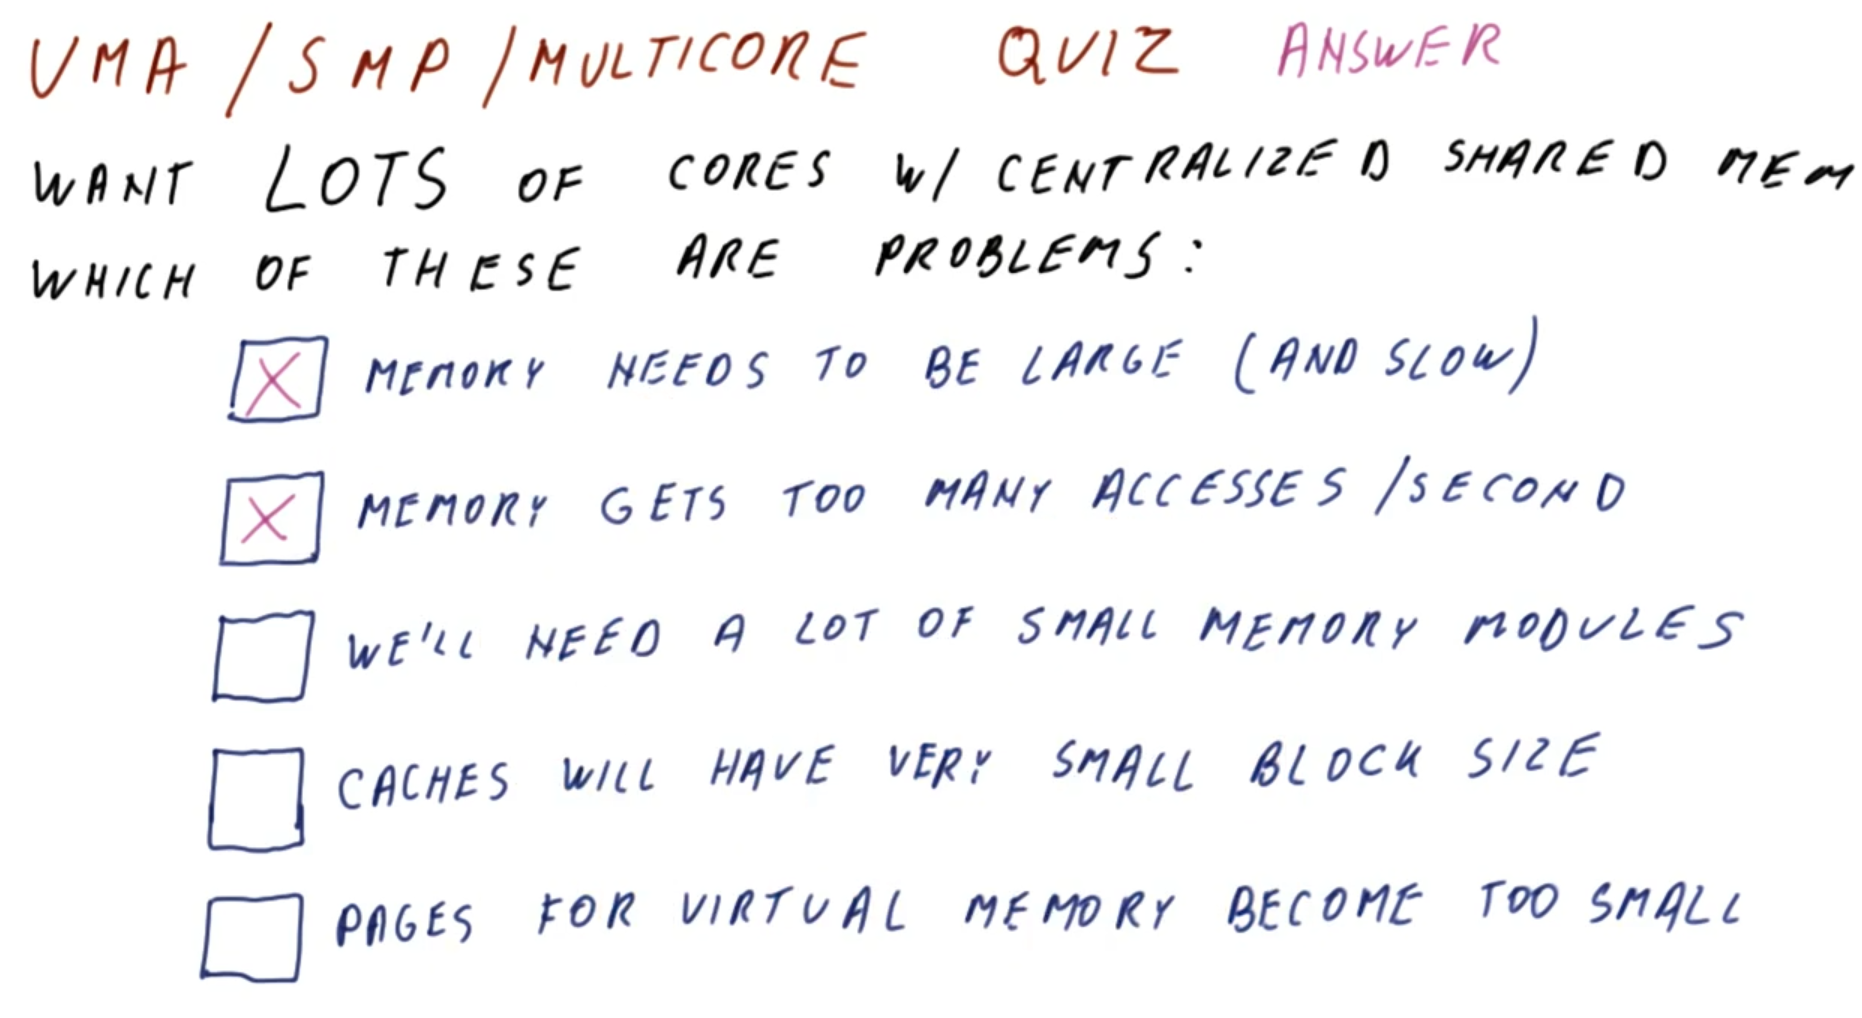 UMA/SMP/MULTICORE QUIZ ANSWER
WANT LOTS OF CORES W/ CENTRALIZED SHARED MEM
WHICH OF THESE ARE PROBLEMS:
X MEMORY NEEDS TO BE LARGE (AND SLOW)
X MEMORY GETS TOO MANY ACCESSES/SECOND
WE'LL NEED A LOT OF SMALL MEMORY MODULES
CACHES WILL HAVE VERY SMALL BLOCK SIZE
PAGES FOR VIRTUAL MEMORY BECOME TOO SMALL